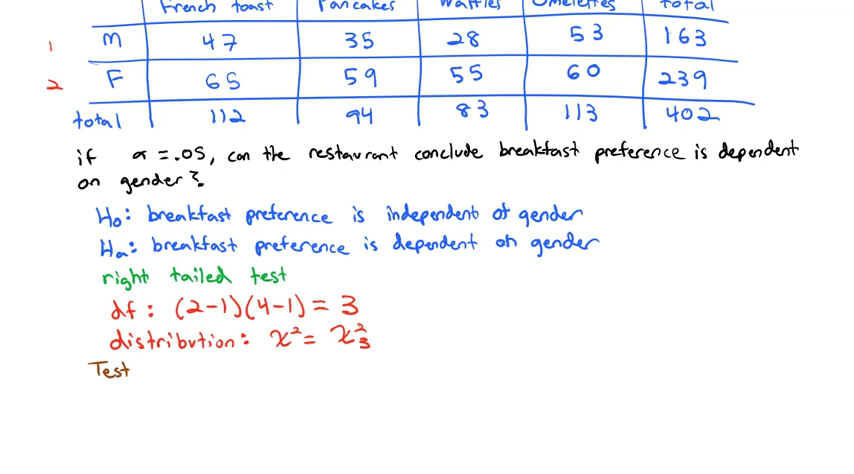 French toast Pancakes Waffles Omelettes Total
1 M 47 35 28 53 163
2 F 65 59 55 60 239
total 112 94 83 113 402
if α = .05, can the restaurant conclude breakfast preference is dependent
on gender?
H₀: breakfast preference is independent of gender
Hₐ: breakfast preference is dependent on gender
right tailed test
df: (2-1)(4-1) = 3
distribution: χ² = χ²₃
Test